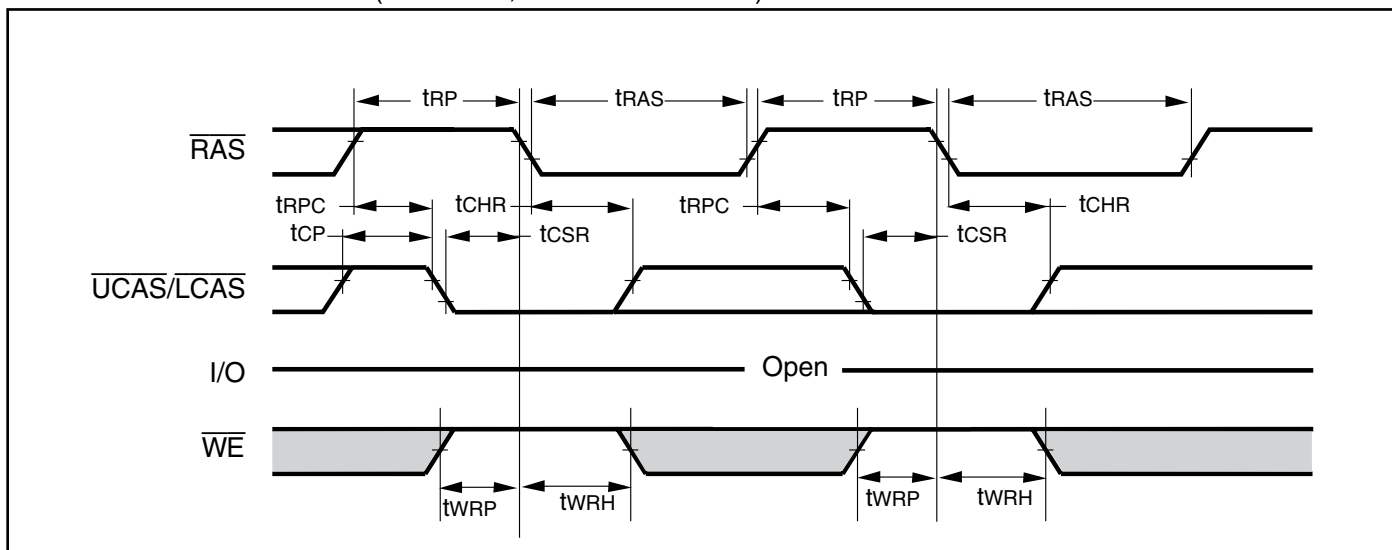 tRP tRAS tRP tRAS
RAS
tRPC tCHR tRPC tCHR
tCP tCSR tCSR
UCAS/LCAS
I/O Open
WE
tWRP tWRH tWRP tWRH